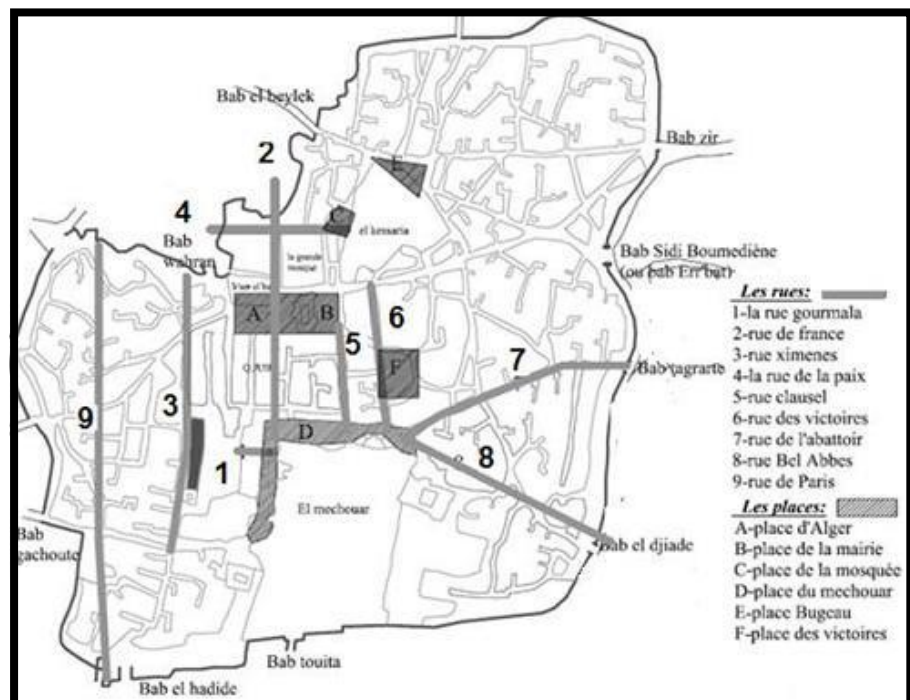 Bab el beylek
2
Bab zir
E
4
C
el kessaria
Bab
wahran
la grande
mosqué
Bab Sidi Boumediène
(ou bab Err'bat)
A
B
5
6
F
7
Bab tagrarte
9
3
1
D
8
El mechouar
Bab
gachoute
Bab el djiade
Bab touita
Bab el hadide
Les rues:
1-la rue gourmala
2-rue de france
3-rue ximenes
4-la rue de la paix
5-rue clausel
6-rue des victoires
7-rue de l'abattoir
8-rue Bel Abbes
9-rue de Paris
Les places:
A-place d'Alger
B-place de la mairie
C-place de la mosquée
D-place du mechouar
E-place Bugeau
F-place des victoires